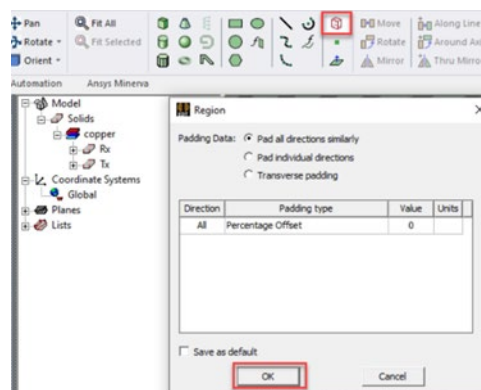 Pan
Fit All
Move
Along Line
Rotate
Fit Selected
Rotate
Around Axi
Orient
Mirror
Thru Mirro
Automation
Ansys Minerva
Model
Solids
copper
Rx
Tx
Coordinate Systems
Global
Planes
Lists
Region
Padding Data:
Pad all directions similarly
Pad individual directions
Transverse padding
Direction Padding type Value Units
All Percentage Offset 0
Save as default
OK Cancel